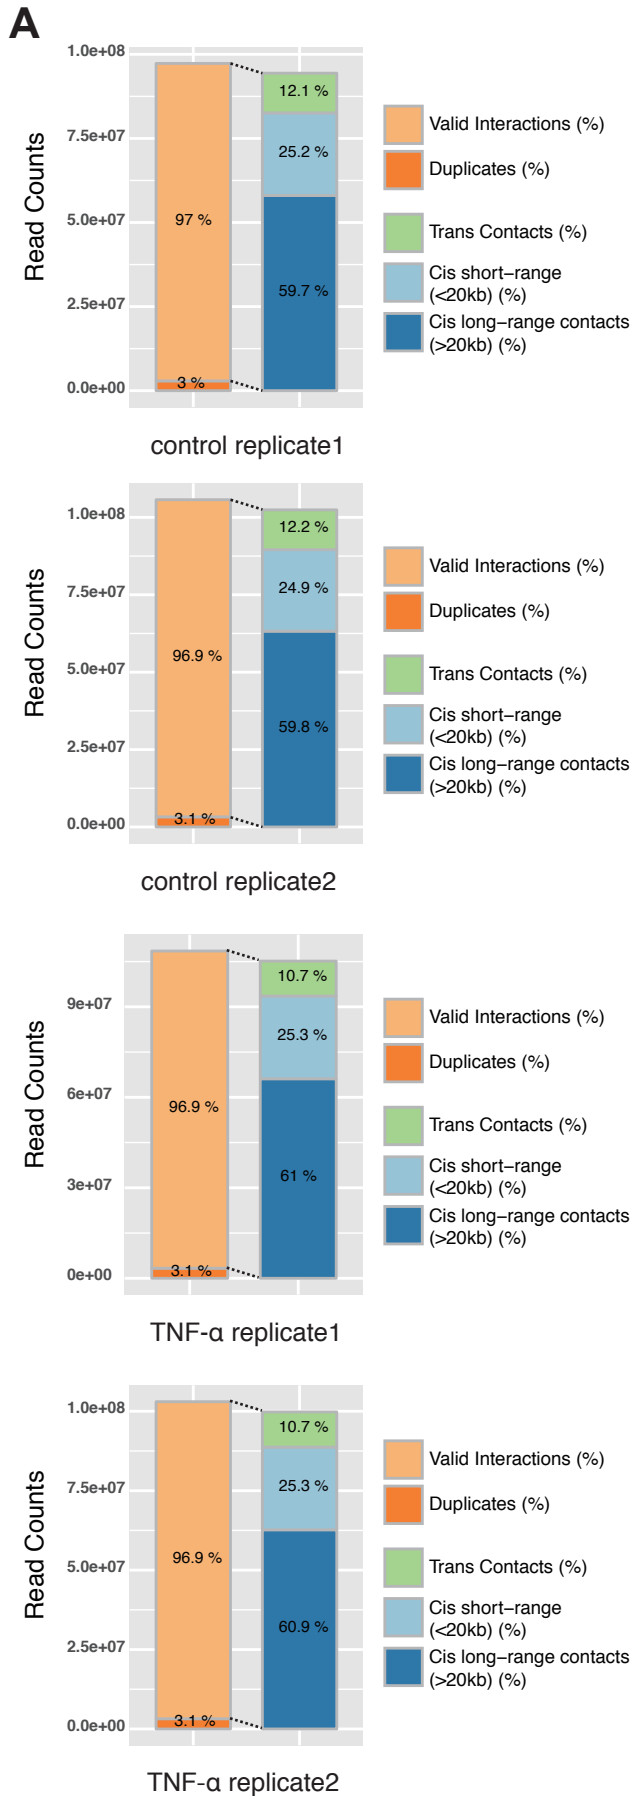 A
1.0e+08
7.5e+07
5.0e+07
2.5e+07
0.0e+00
Read Counts
97 %
3 %
12.1 %
25.2 %
59.7 %
Valid Interactions (%)
Duplicates (%)
Trans Contacts (%)
Cis short−range
(<20kb) (%)
Cis long−range contacts
(>20kb) (%)
control replicate1
1.0e+08
7.5e+07
5.0e+07
2.5e+07
0.0e+00
Read Counts
96.9 %
3.1 %
12.2 %
24.9 %
59.8 %
Valid Interactions (%)
Duplicates (%)
Trans Contacts (%)
Cis short−range
(<20kb) (%)
Cis long−range contacts
(>20kb) (%)
control replicate2
9e+07
6e+07
3e+07
0e+00
Read Counts
96.9 %
3.1 %
10.7 %
25.3 %
61 %
Valid Interactions (%)
Duplicates (%)
Trans Contacts (%)
Cis short−range
(<20kb) (%)
Cis long−range contacts
(>20kb) (%)
TNF-α replicate1
1.0e+08
7.5e+07
5.0e+07
2.5e+07
0.0e+00
Read Counts
96.9 %
3.1 %
10.7 %
25.3 %
60.9 %
Valid Interactions (%)
Duplicates (%)
Trans Contacts (%)
Cis short−range
(<20kb) (%)
Cis long−range contacts
(>20kb) (%)
TNF-α replicate2